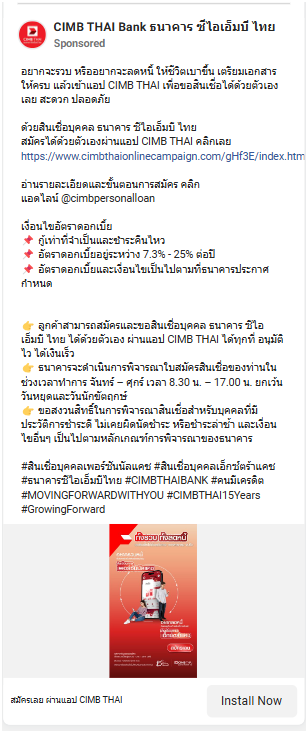 CIMB THAI Bank ธนาคาร ซีไอเอ็มบี ไทย
Sponsored
อยากจะรวบ หรืออยากจะลดหนี้ ให้ชีวิตเบาขึ้น เตรียมเอกสาร
ให้ครบ แล้วเข้าแอป CIMB THAI เพื่อขอสินเชื่อได้ด้วยตัวเอง
เลย สะดวก ปลอดภัย
ด้วยสินเชื่อบุคคล ธนาคาร ซีไอเอ็มบี ไทย
สมัครได้ด้วยตัวเองผ่านแอป CIMB THAI คลิกเลย
https://www.cimbthaionlinecampaign.com/gHf3E/index.htm
อ่านรายละเอียดและขั้นตอนการสมัคร คลิก
แอดไลน์ @cimbpersonalloan
เงื่อนไขอัตราดอกเบี้ย
📌 กู้เท่าที่จำเป็นและชำระคืนไหว
📌 อัตราดอกเบี้ยอยู่ระหว่าง 7.3% - 25% ต่อปี
📌 อัตราดอกเบี้ยและเงื่อนไขเป็นไปตามที่ธนาคารประกาศ
กำหนด
👉 ลูกค้าสามารถสมัครและขอสินเชื่อบุคคล ธนาคาร ซีไอ
เอ็มบี ไทย ได้ด้วยตัวเอง ผ่านแอป CIMB THAI ได้ทุกที่ อนุมัติ
ไว ได้เงินเร็ว
👉 ธนาคารจะดำเนินการพิจารณาใบสมัครสินเชื่อของท่านใน
ช่วงเวลาทำการ จันทร์ – ศุกร์ เวลา 8.30 น. – 17.00 น. ยกเว้น
วันหยุดและวันนักขัตฤกษ์
👉 ขอสงวนสิทธิ์ในการพิจารณาสินเชื่อสำหรับบุคคลที่มี
ประวัติการชำระดี ไม่เคยผิดนัดชำระ หรือชำระล่าช้า และเงื่อน
ไขอื่นๆ เป็นไปตามหลักเกณฑ์การพิจารณาของธนาคาร
#สินเชื่อบุคคลเพอร์ซันนัลแคช #สินเชื่อบุคคลเอ็กซ์ตร้าแคช
#ธนาคารซีไอเอ็มบีไทย #CIMBTHAIBANK #คนมีเครดิต
#MOVINGFORWARDWITHYOU #CIMBTHAI15Years
#GrowingForward
ทั้งรวบ ทั้งลดหนี้
สมัครเลย
สมัครเลย ผ่านแอป CIMB THAI
Install Now